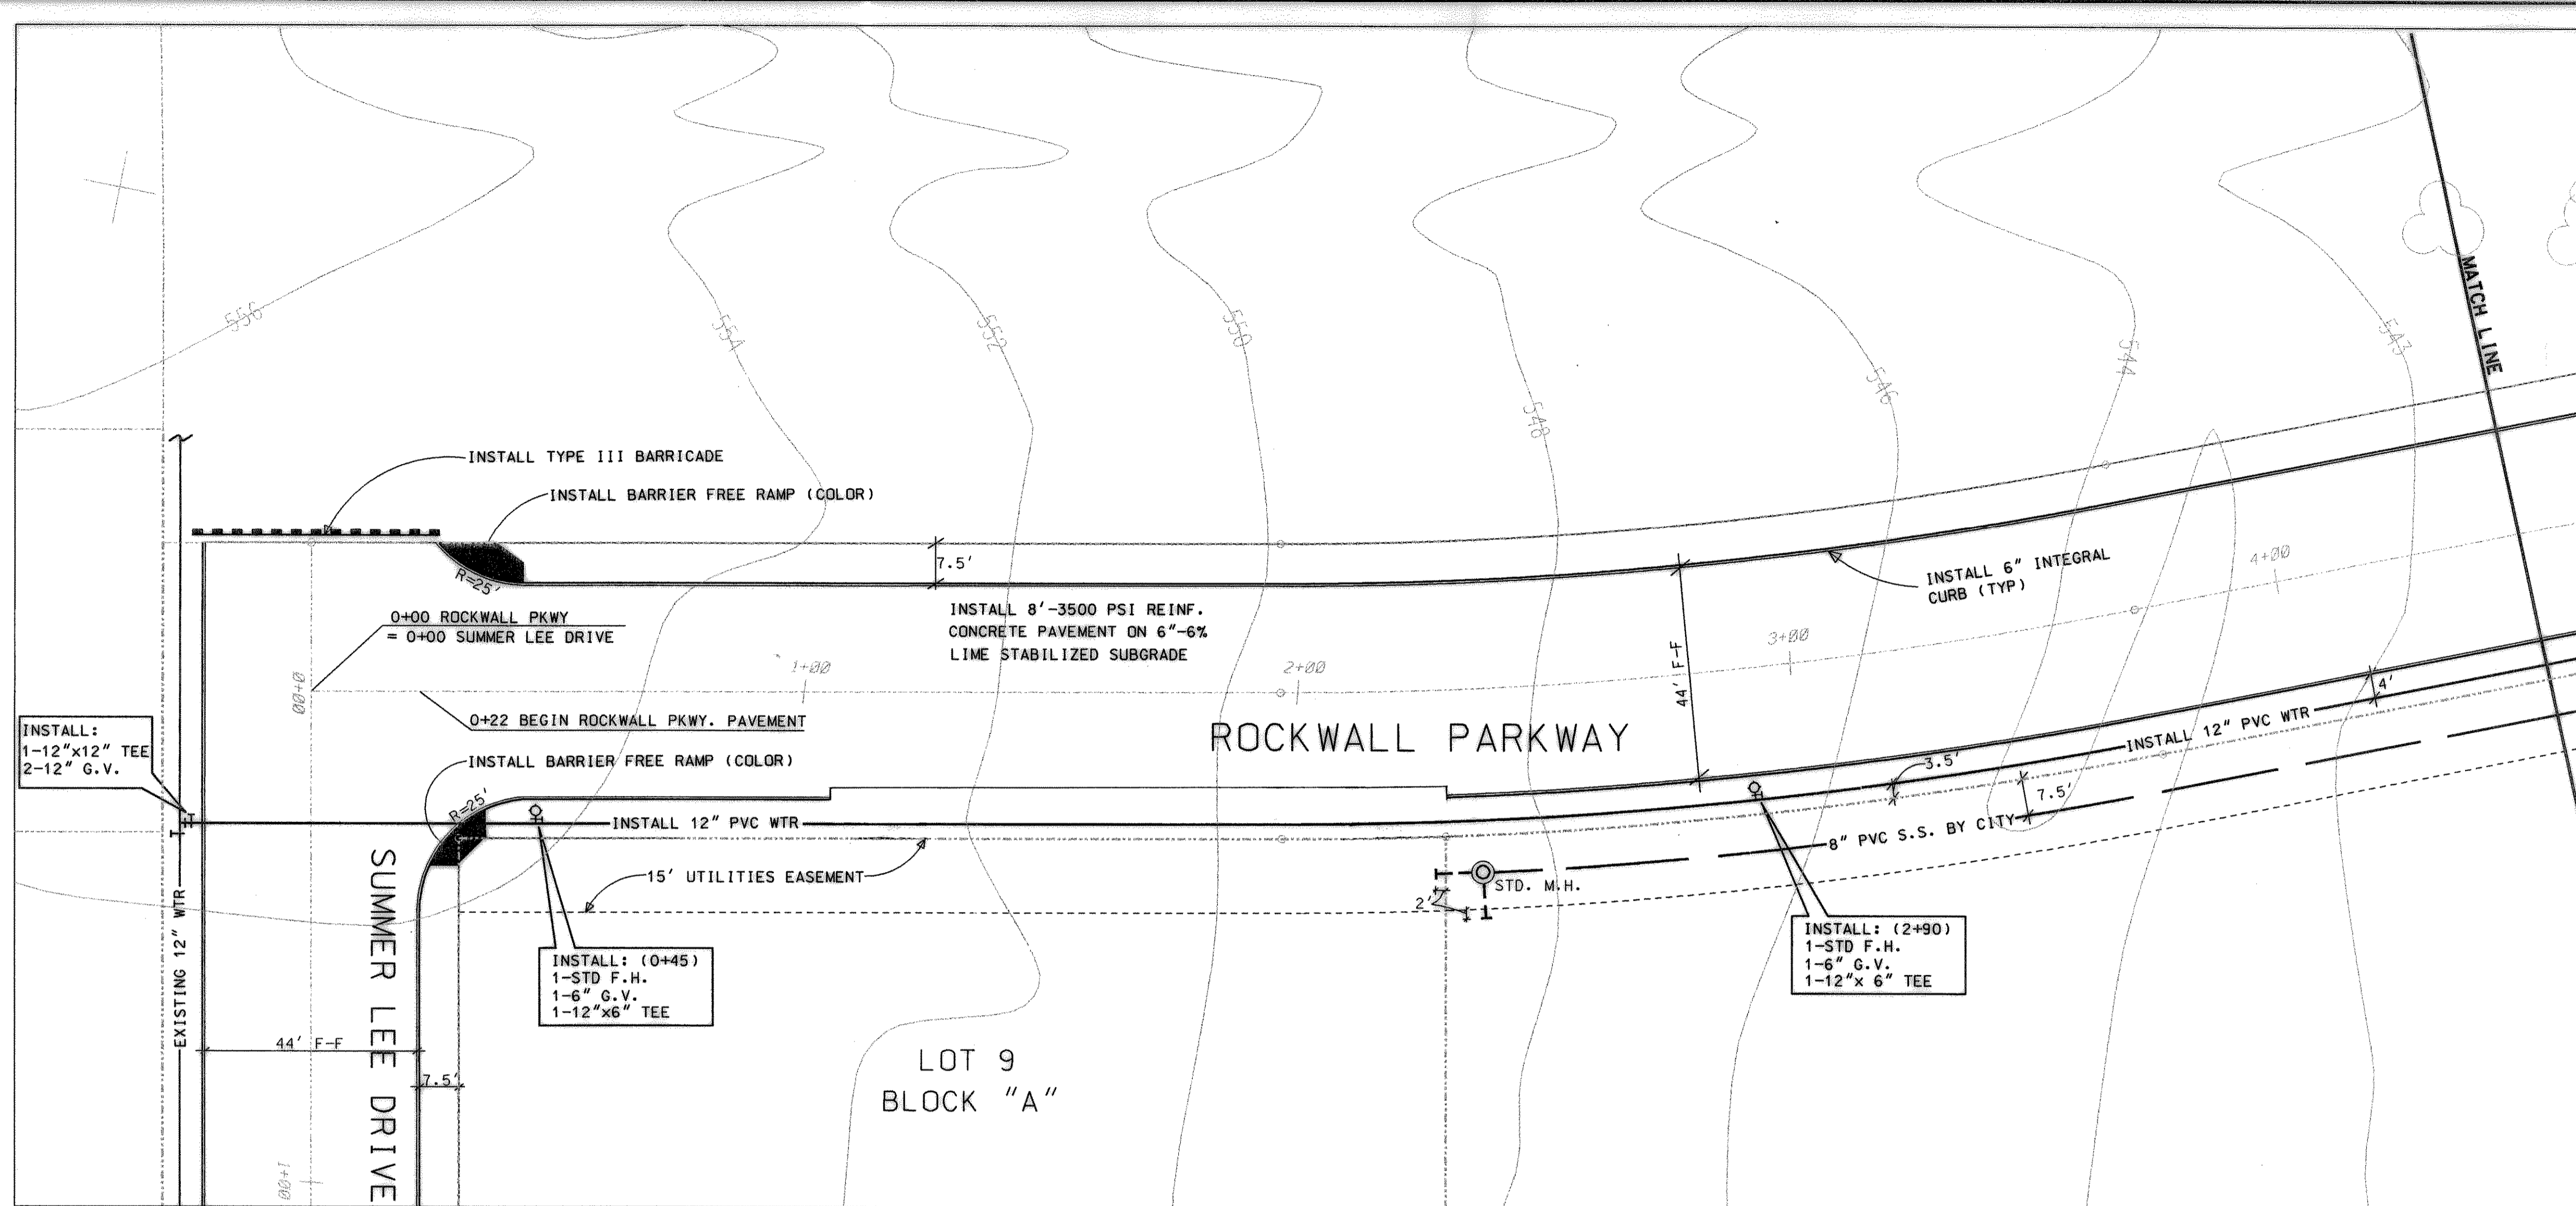 556
554
552
550
548
546
544
543
MATCH LINE
INSTALL TYPE III BARRICADE
INSTALL BARRIER FREE RAMP (COLOR)
R=25'
7.5'
0+00 ROCKWALL PKWY
= 0+00 SUMMER LEE DRIVE
INSTALL 8'-3500 PSI REINF.
CONCRETE PAVEMENT ON 6"-6%
LIME STABILIZED SUBGRADE
INSTALL 6" INTEGRAL
CURB (TYP)
0+00
1+00
2+00
3+00
4+00
44' F-F
0+22 BEGIN ROCKWALL PKWY. PAVEMENT
ROCKWALL PARKWAY
INSTALL:
1-12"x12" TEE
2-12" G.V.
INSTALL BARRIER FREE RAMP (COLOR)
R=25'
INSTALL 12" PVC WTR
INSTALL 12" PVC WTR
4'
3.5'
7.5'
8" PVC S.S. BY CITY
15' UTILITIES EASEMENT
STD. M.H.
2'
EXISTING 12" WTR
SUMMER LEE DRIVE
INSTALL: (0+45)
1-STD F.H.
1-6" G.V.
1-12"x6" TEE
INSTALL: (2+90)
1-STD F.H.
1-6" G.V.
1-12"x 6" TEE
44' F-F
7.5'
LOT 9
BLOCK "A"
1+00